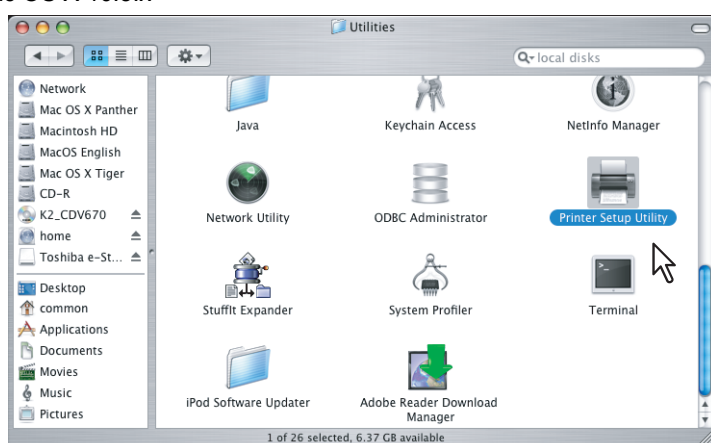 Utilities
local disks
Network
Mac OS X Panther
Macintosh HD
MacOS English
Mac OS X Tiger
CD-R
K2_CDV670
home
Toshiba e-St...
Desktop
common
Applications
Documents
Movies
Music
Pictures
Java
Keychain Access
NetInfo Manager
Network Utility
ODBC Administrator
Printer Setup Utility
StuffIt Expander
System Profiler
Terminal
iPod Software Updater
Adobe Reader Download
Manager
1 of 26 selected, 6.37 GB available